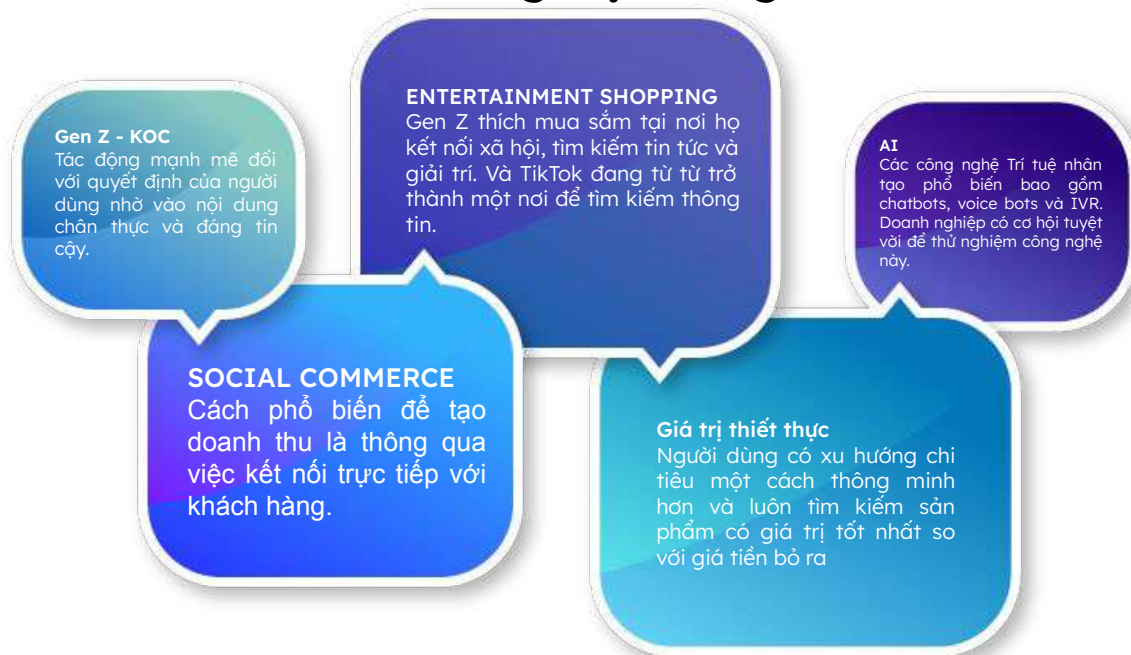 Gen Z - KOC
Tác động mạnh mẽ đối
với quyết định của người
dùng nhờ vào nội dung
chân thực và đáng tin
cậy.
ENTERTAINMENT SHOPPING
Gen Z thích mua sắm tại nơi họ
kết nối xã hội, tìm kiếm tin tức và
giải trí. Và TikTok đang từ từ trở
thành một nơi để tìm kiếm thông
tin.
AI
Các công nghệ Trí tuệ nhân
tạo phổ biến bao gồm
chatbots, voice bots và IVR.
Doanh nghiệp có cơ hội tuyệt
vời để thử nghiệm công nghệ
này.
SOCIAL COMMERCE
Cách phổ biến để tạo
doanh thu là thông qua
việc kết nối trực tiếp với
khách hàng.
Giá trị thiết thực
Người dùng có xu hướng chi
tiêu một cách thông minh
hơn và luôn tìm kiếm sản
phẩm có giá trị tốt nhất so
với giá tiền bỏ ra